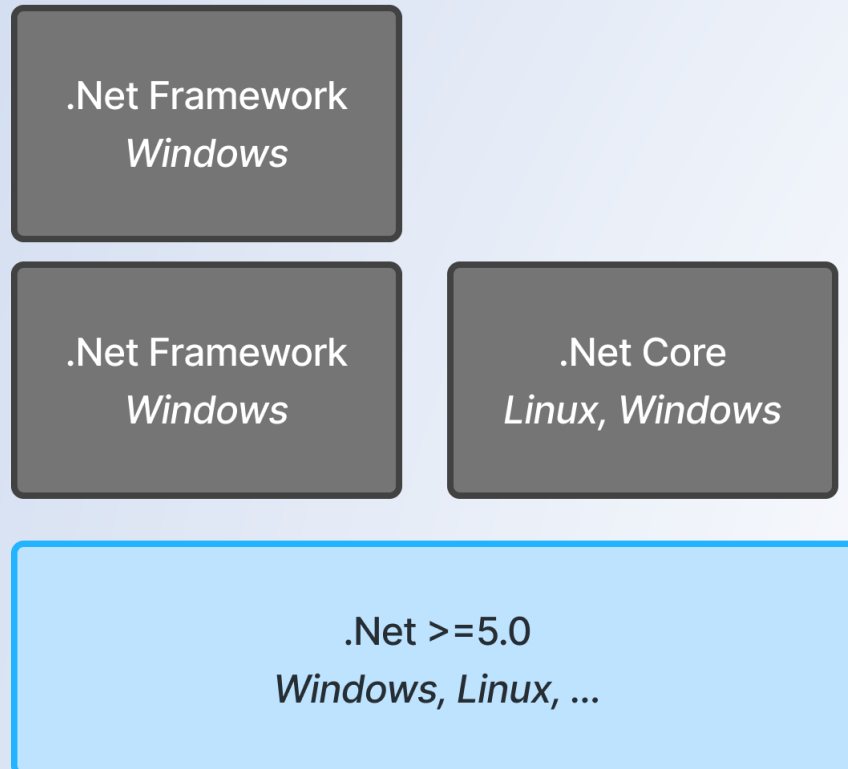 .Net Framework
Windows
.Net Framework
Windows
.Net Core
Linux, Windows
.Net >=5.0
Windows, Linux, ...